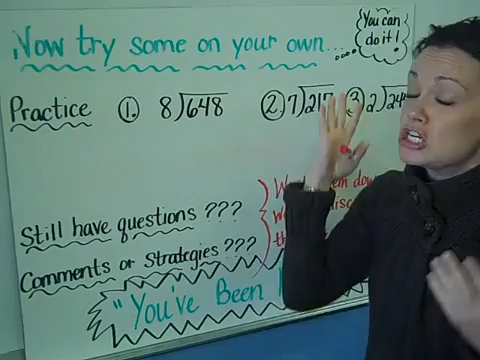 Now try some on your own....
You can
do it!
Practice 1. 8)648 2. 7)217 3. 2)24
Still have questions ???
Comments or Strategies ???
"You've Been